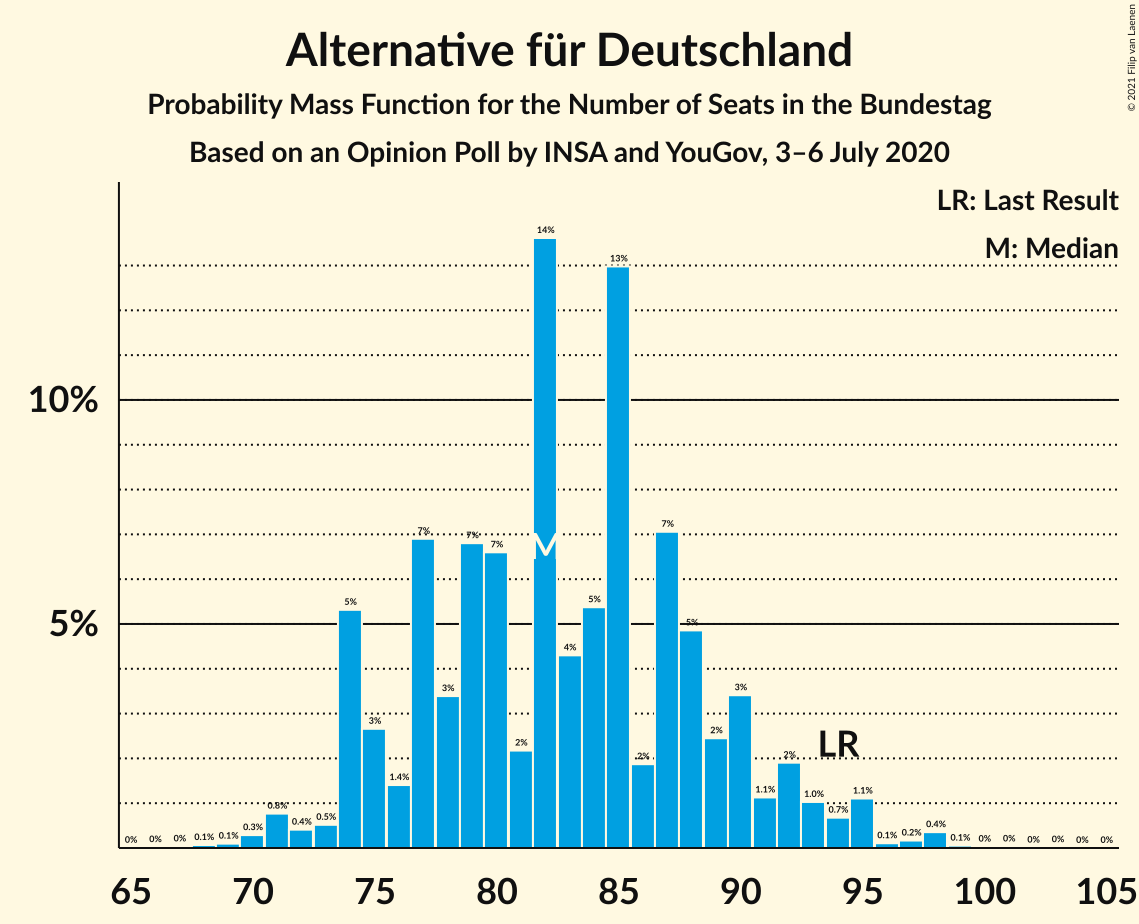 Alternative für Deutschland
Probability Mass Function for the Number of Seats in the Bundestag
Based on an Opinion Poll by INSA and YouGov, 3–6 July 2020
© 2021 Filip van Laenen
LR: Last Result
M: Median
10%
5%
0% 0% 0% 0.1% 0.1% 0.3% 0.8% 0.4% 0.5% 5% 3% 1.4% 7% 3% 7% 7% 2% 14% 4% 5% 13% 2% 7% 5% 2% 3% 1.1% 2% 1.0% 0.7% 1.1% 0.1% 0.2% 0.4% 0.1% 0% 0% 0% 0% 0% 0%
M
LR
65 70 75 80 85 90 95 100 105